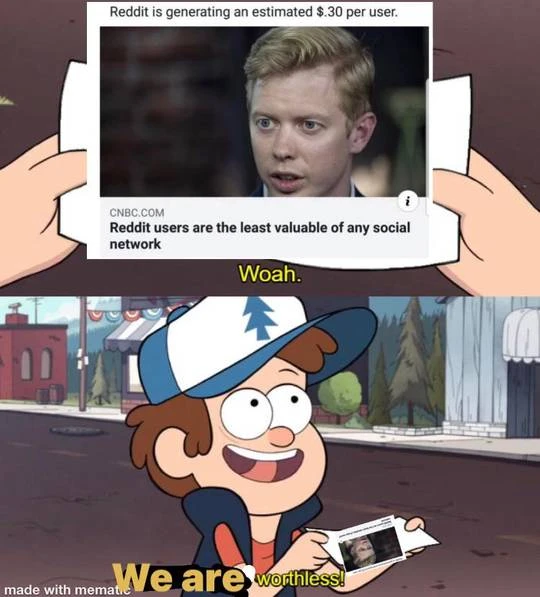 Reddit is generating an estimated $.30 per user.
i
CNBC.COM
Reddit users are the least valuable of any social
network
Woah.
We are worthless!
made with mematic